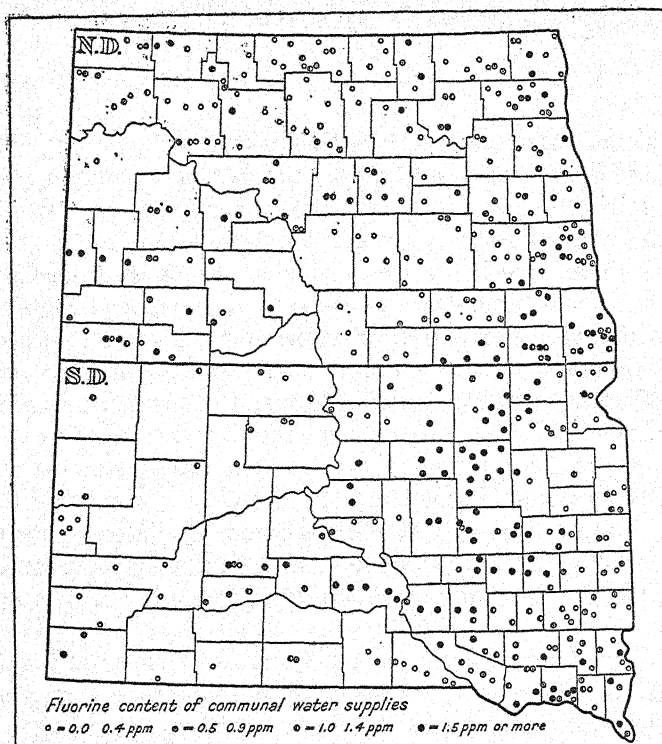 N.D.
S.D.
Fluorine content of communal water supplies
○ = 0.0 0.4 ppm ◔ = 0.5 0.9 ppm ◑ = 1.0 1.4 ppm ● = 1.5 ppm or more